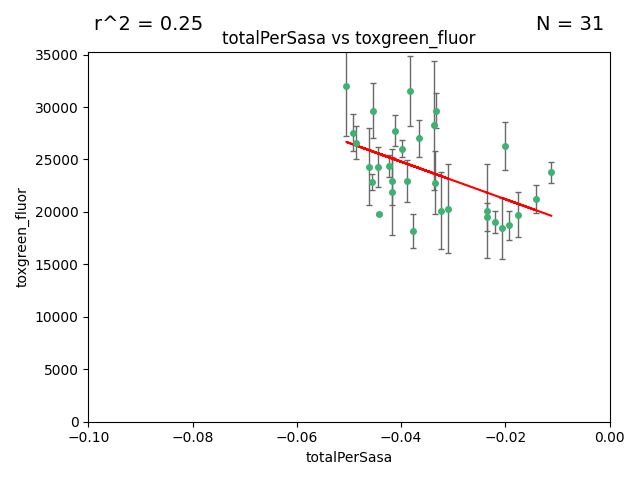 r^2 = 0.25
N = 31
totalPerSasa vs toxgreen_fluor
35000
30000
25000
20000
15000
10000
5000
0
toxgreen_fluor
−0.10
−0.08
−0.06
−0.04
−0.02
0.00
totalPerSasa